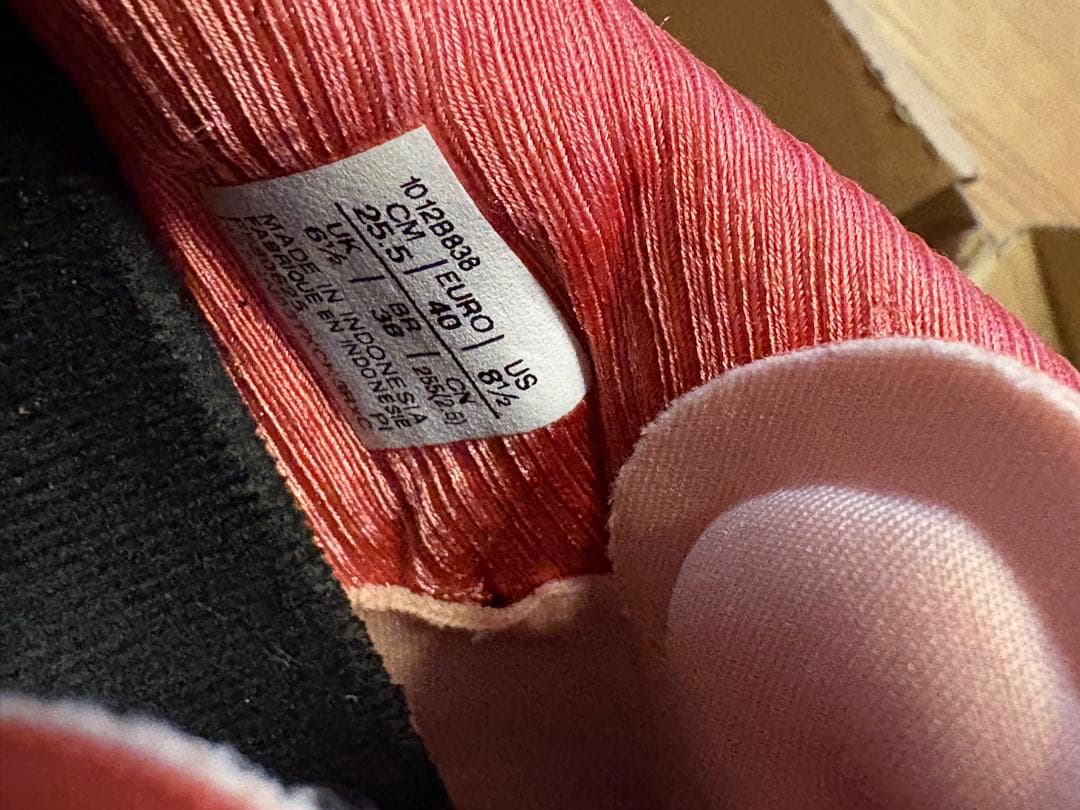 1012B838
CM | EURO | US
25.5 | 40 | 8½
UK | BR | CN
6½ | 38 | 255(2.5)
MADE IN INDONESIA
FABRIQUE EN INDONESIE
PI